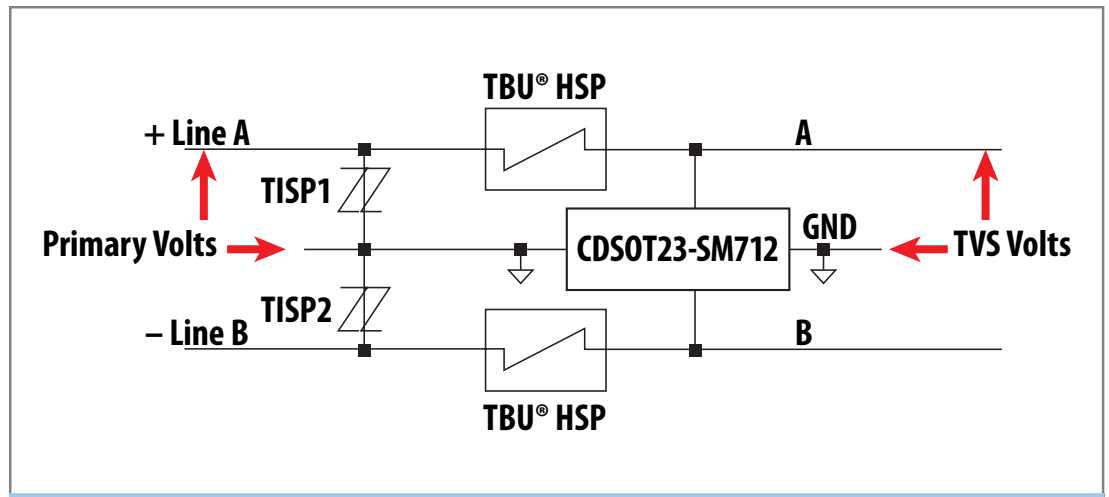 TBU® HSP
+ Line A
A
TISP1
Primary Volts
CDSOT23-SM712
GND
TVS Volts
TISP2
– Line B
B
TBU® HSP